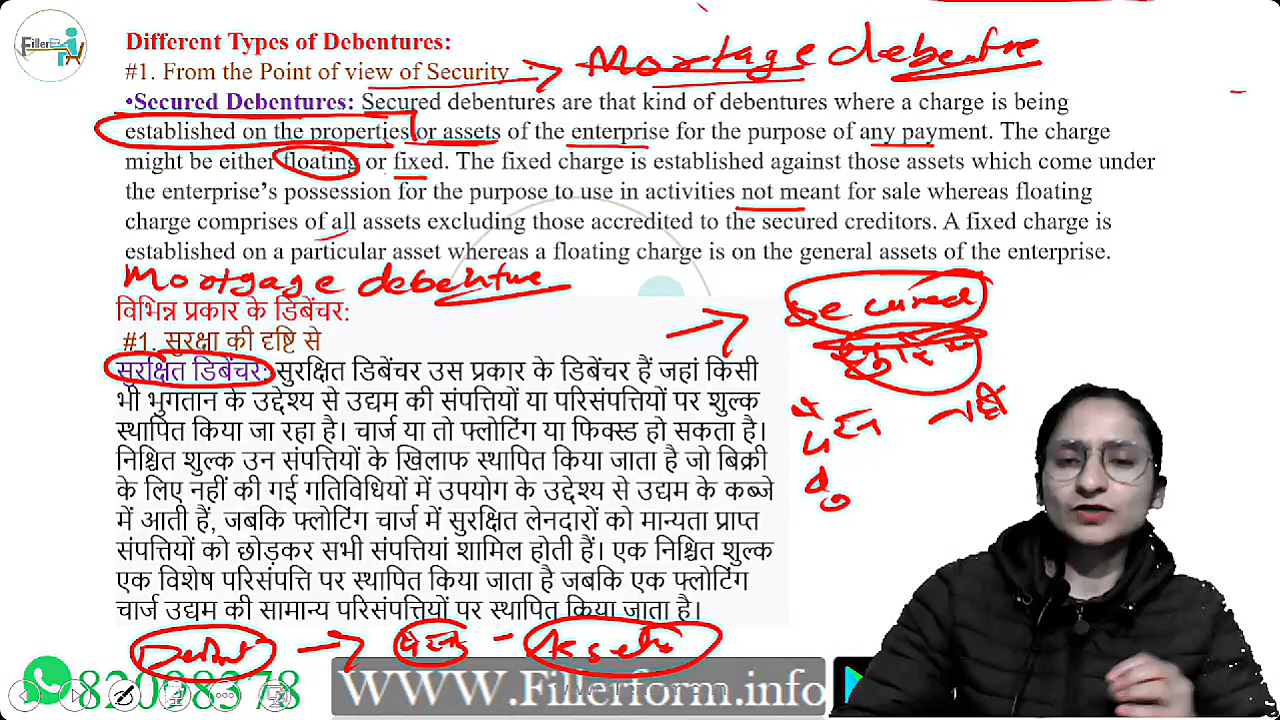 Filler
Different Types of Debentures:
#1. From the Point of view of Security
Mortage debenture
•Secured Debentures: Secured debentures are that kind of debentures where a charge is being
established on the properties or assets of the enterprise for the purpose of any payment. The charge
might be either floating or fixed. The fixed charge is established against those assets which come under
the enterprise’s possession for the purpose to use in activities not meant for sale whereas floating
charge comprises of all assets excluding those accredited to the secured creditors. A fixed charge is
established on a particular asset whereas a floating charge is on the general assets of the enterprise.
Mortgage debenture
विभिन्न प्रकार के डिबेंचर:
#1. सुरक्षा की दृष्टि से
सुरक्षित डिबेंचर: सुरक्षित डिबेंचर उस प्रकार के डिबेंचर हैं जहां किसी
भी भुगतान के उद्देश्य से उद्यम की संपत्तियों या परिसंपत्तियों पर शुल्क
स्थापित किया जा रहा है। चार्ज या तो फ्लोटिंग या फिक्स्ड हो सकता है।
निश्चित शुल्क उन संपत्तियों के खिलाफ स्थापित किया जाता है जो बिक्री
के लिए नहीं की गई गतिविधियों में उपयोग के उद्देश्य से उद्यम के कब्जे
में आती हैं, जबकि फ्लोटिंग चार्ज में सुरक्षित लेनदारों को मान्यता प्राप्त
संपत्तियों को छोड़कर सभी संपत्तियां शामिल होती हैं। एक निश्चित शुल्क
एक विशेष परिसंपत्ति पर स्थापित किया जाता है जबकि एक फ्लोटिंग
चार्ज उद्यम की सामान्य परिसंपत्तियों पर स्थापित किया जाता है।
Secured
नहीं
Assets
WWW.Fillerform.info